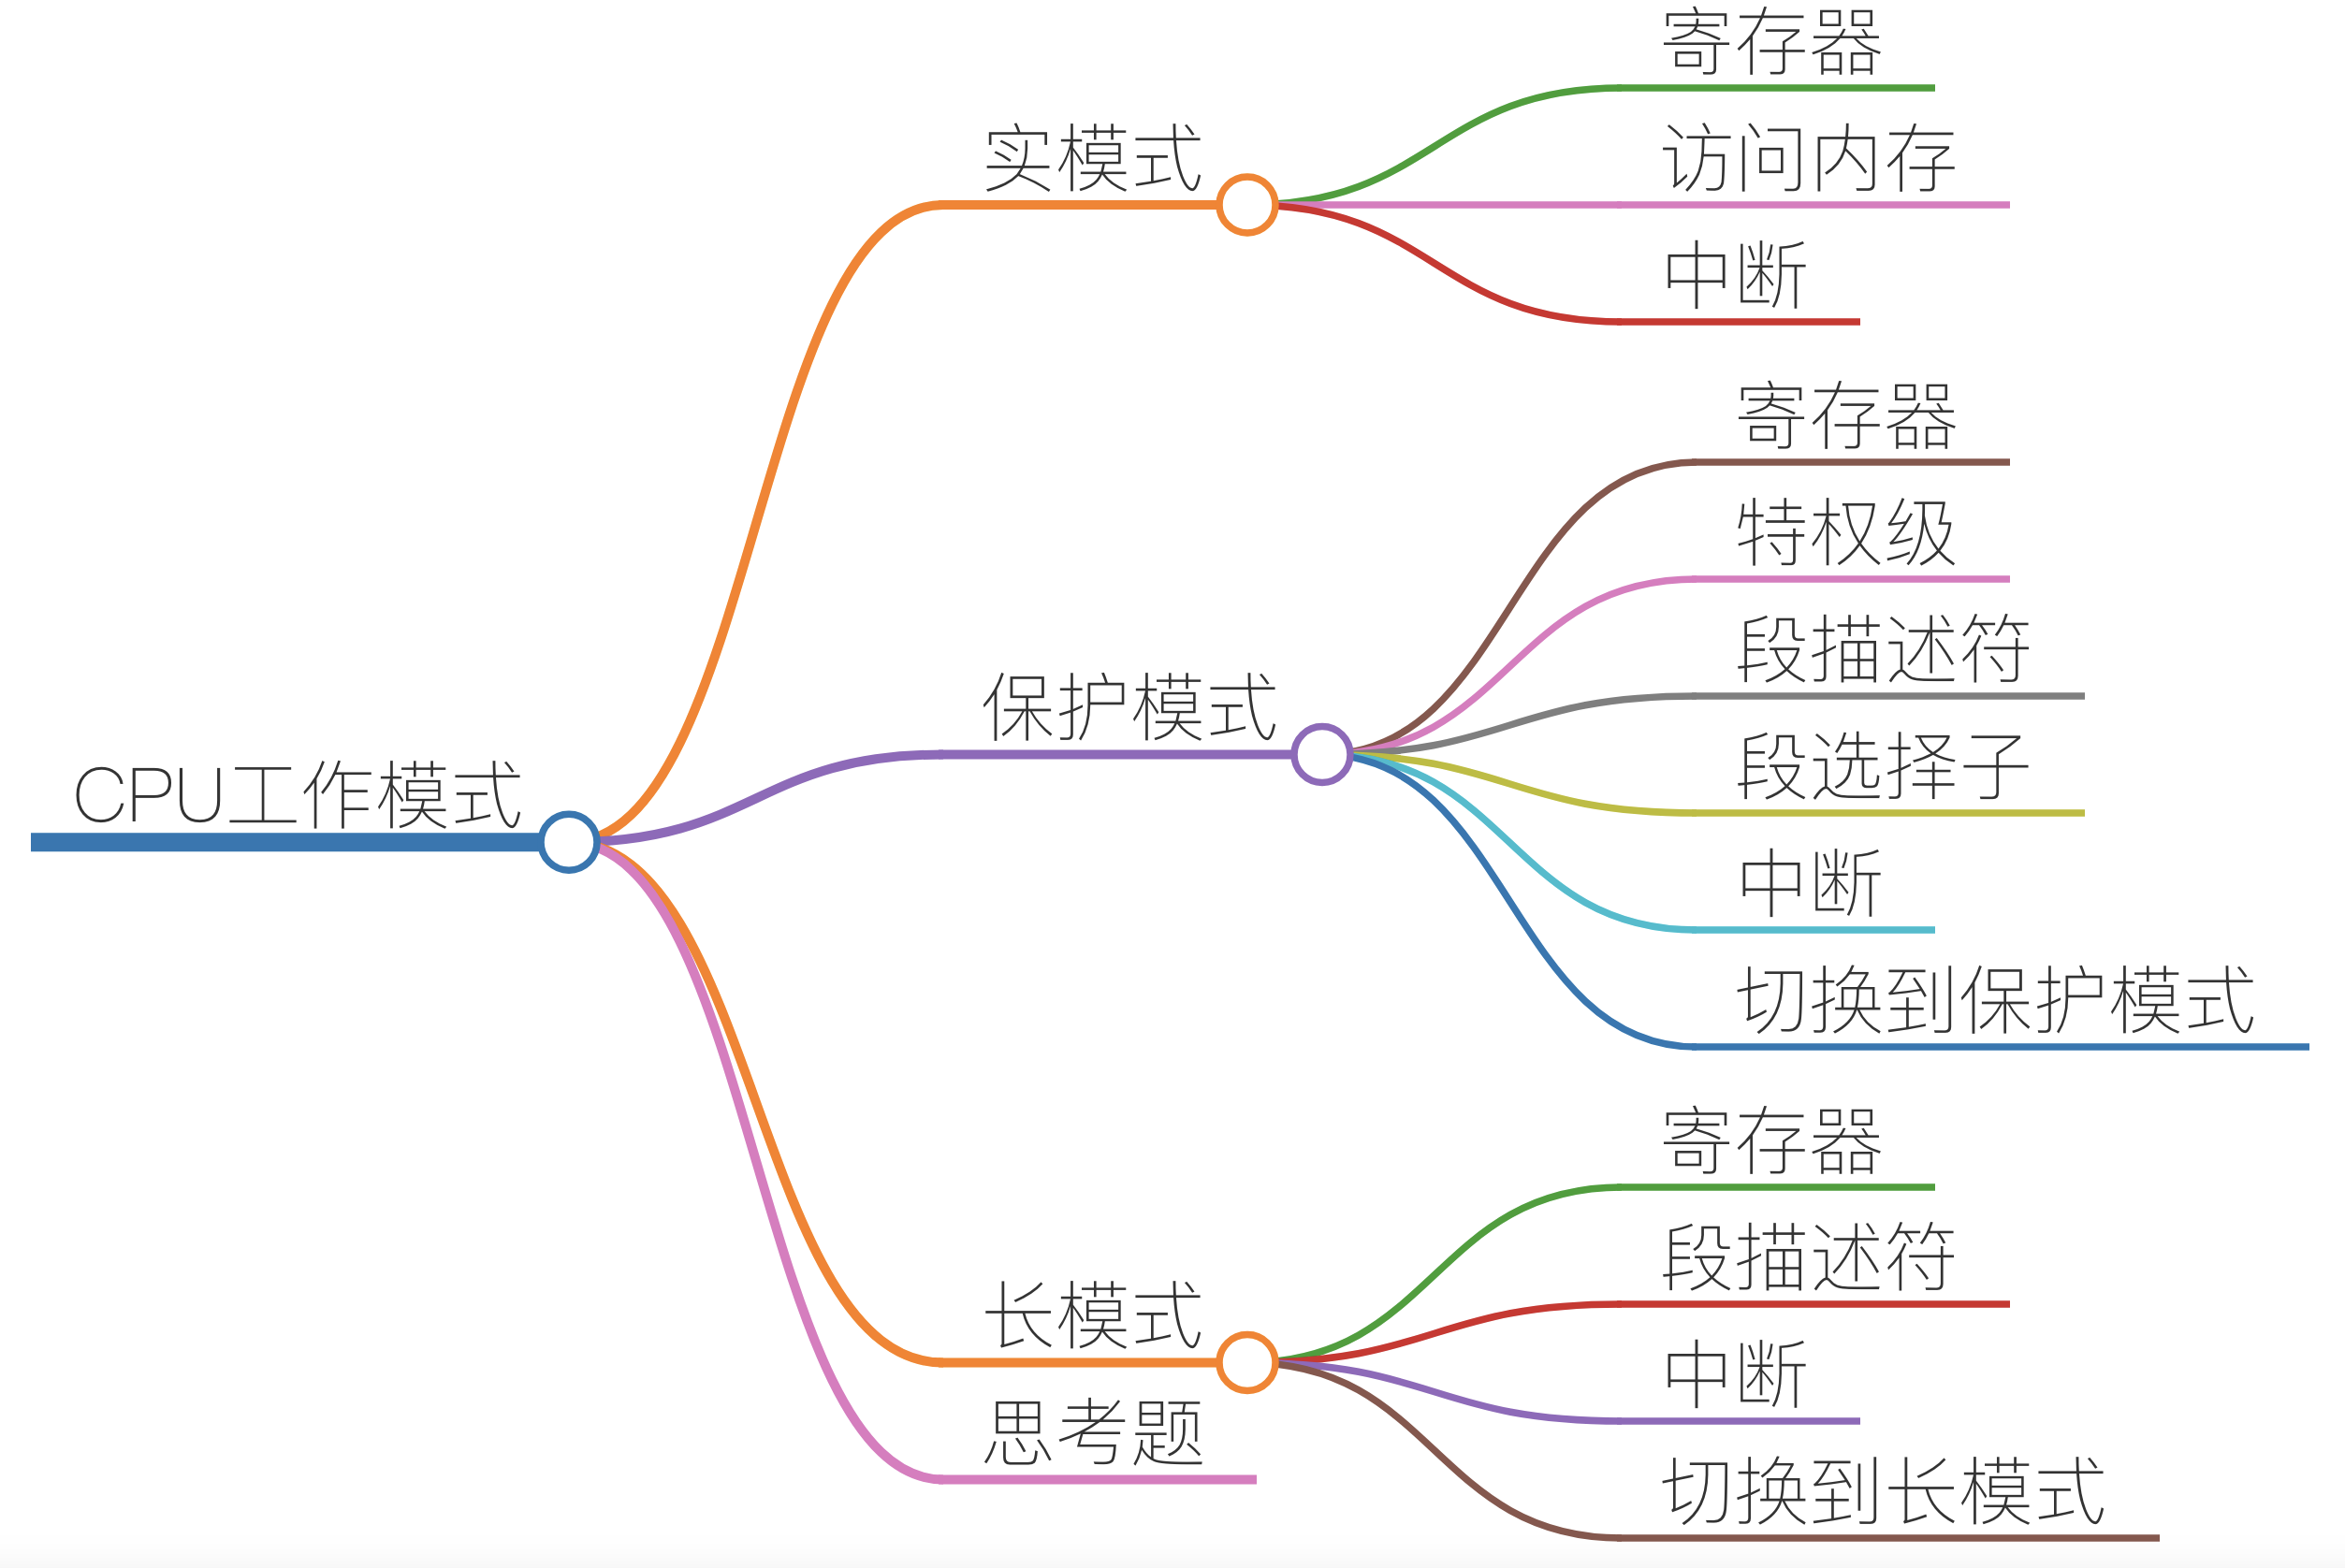 CPU工作模式
实模式
寄存器
访问内存
中断
保护模式
寄存器
特权级
段描述符
段选择子
中断
切换到保护模式
长模式
寄存器
段描述符
中断
切换到长模式
思考题